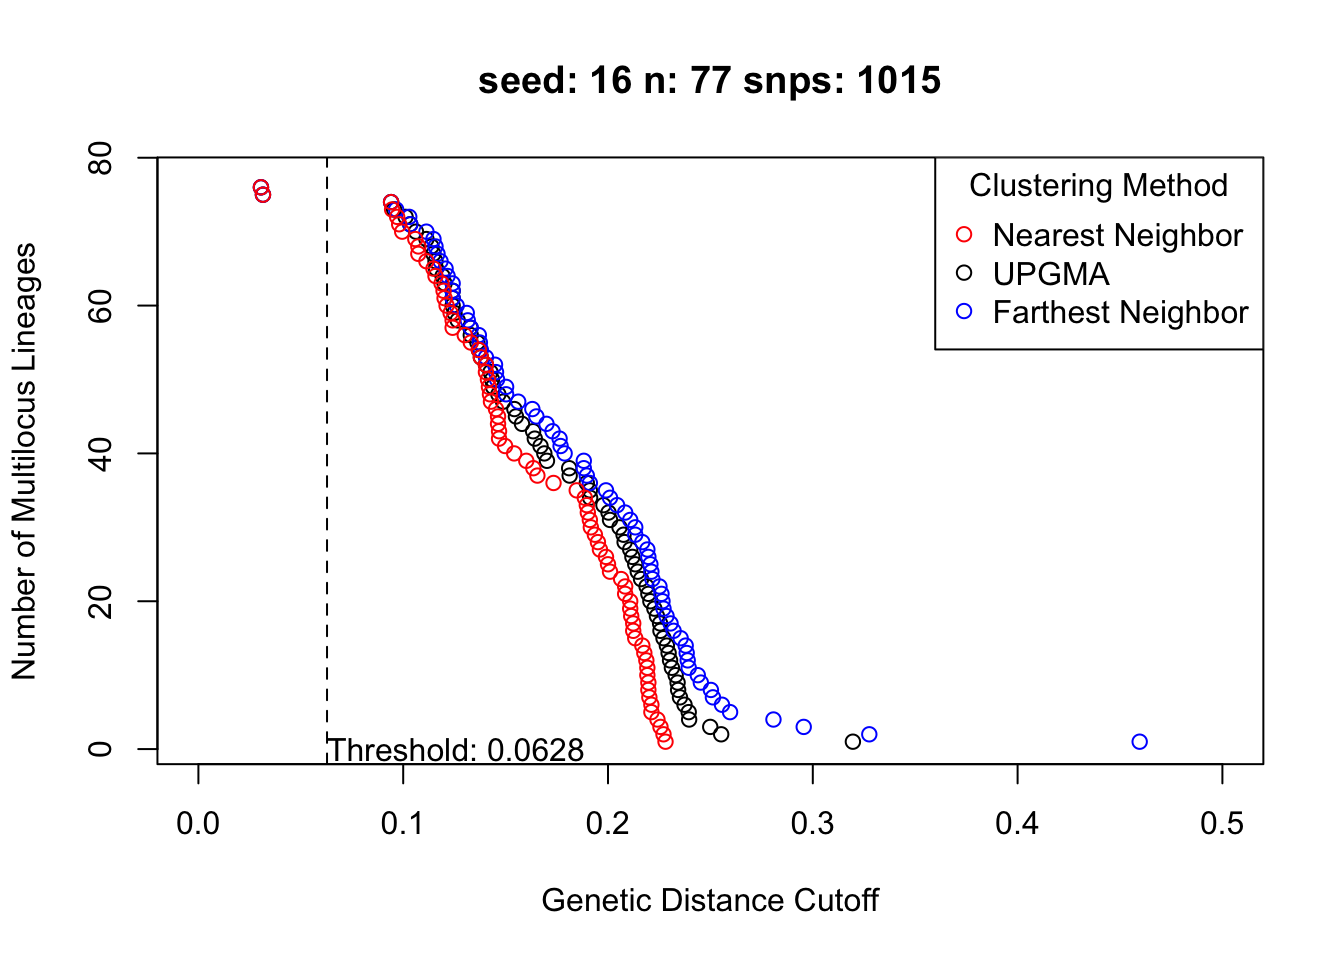 seed: 16 n: 77 snps: 1015
Number of Multilocus Lineages
80
60
40
20
0
Clustering Method
Nearest Neighbor
UPGMA
Farthest Neighbor
Threshold: 0.0628
0.0 0.1 0.2 0.3 0.4 0.5
Genetic Distance Cutoff